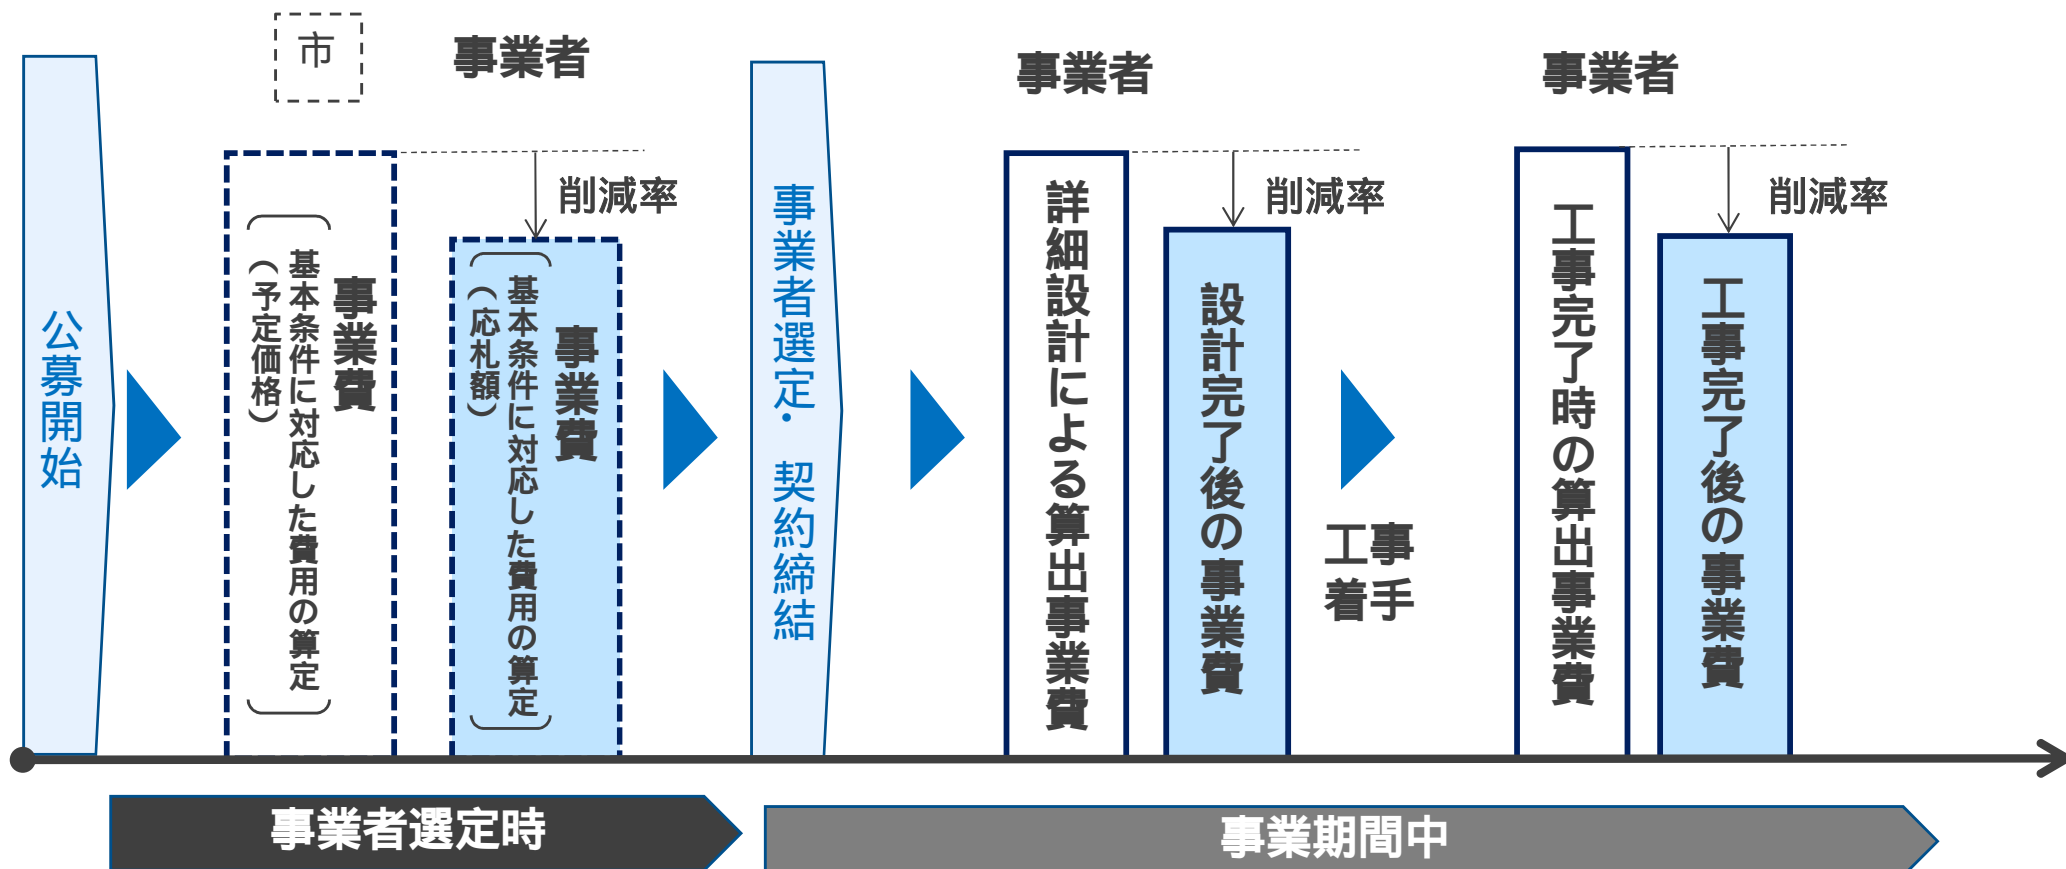 市
事業者
事業者
事業者
公募開始
事業費
基本条件に対応した費用の算定
（予定価格）
削減率
事業費
基本条件に対応した費用の算定
（応札額）
事業者選定・契約締結
詳細設計による算出事業費
削減率
設計完了後の事業費
工事
着手
工事完了時の算出事業費
削減率
工事完了後の事業費
事業者選定時
事業期間中